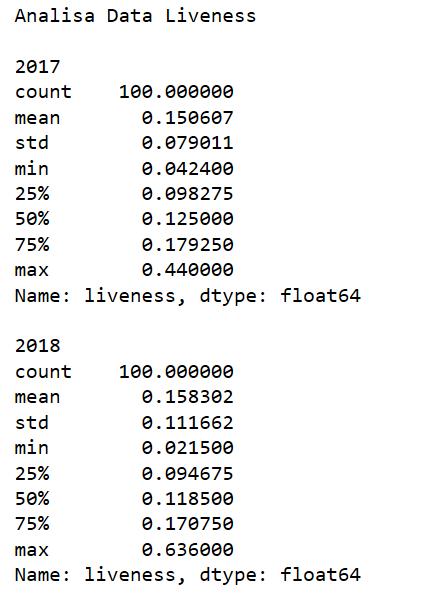 Analisa Data Liveness
2017
count    100.000000
mean       0.150607
std        0.079011
min        0.042400
25%        0.098275
50%        0.125000
75%        0.179250
max        0.440000
Name: liveness, dtype: float64
2018
count    100.000000
mean       0.158302
std        0.111662
min        0.021500
25%        0.094675
50%        0.118500
75%        0.170750
max        0.636000
Name: liveness, dtype: float64